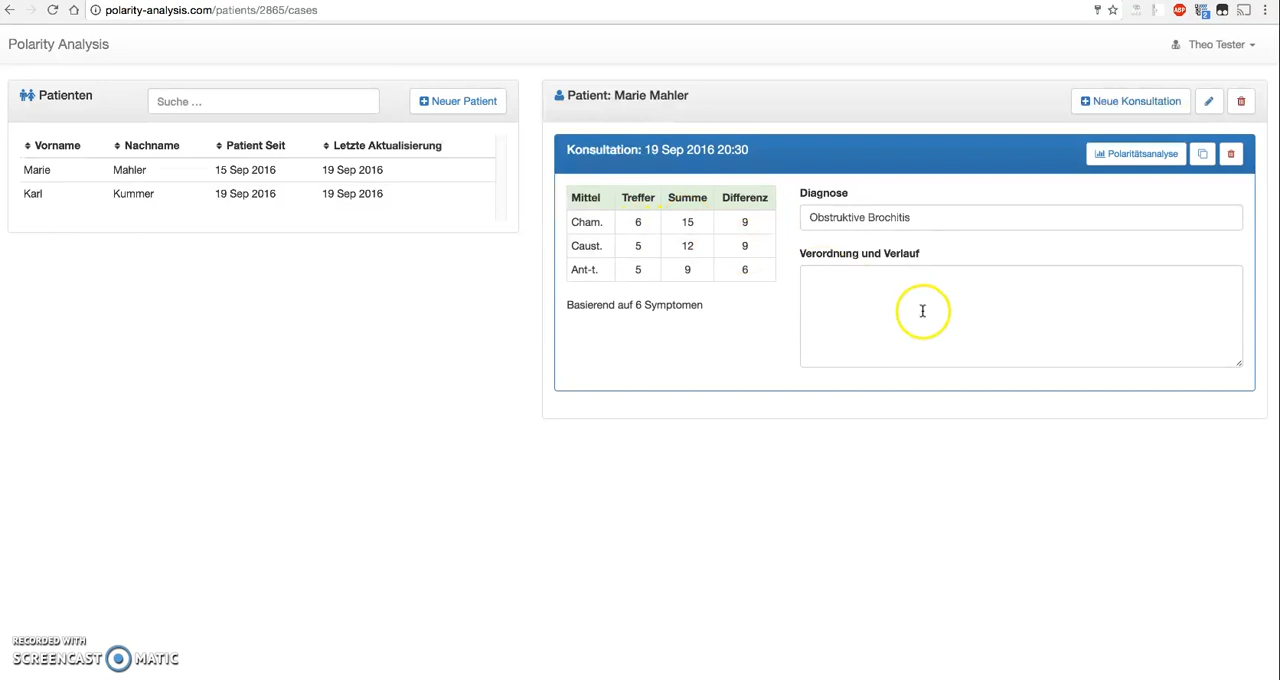 polarity-analysis.com/patients/2865/cases
ABP
2
Polarity Analysis
Theo Tester
Patienten
Suche ...
Neuer Patient
Vorname Nachname Patient Seit Letzte Aktualisierung
Marie Mahler 15 Sep 2016 19 Sep 2016
Karl Kummer 19 Sep 2016 19 Sep 2016
Patient: Marie Mahler
Neue Konsultation
Konsultation: 19 Sep 2016 20:30
Polaritätsanalyse
Mittel Treffer Summe Differenz
Cham. 6 15 9
Caust. 5 12 9
Ant-t. 5 9 6
Basierend auf 6 Symptomen
Diagnose
Obstruktive Brochitis
Verordnung und Verlauf
RECORDED WITH
SCREENCAST MATIC